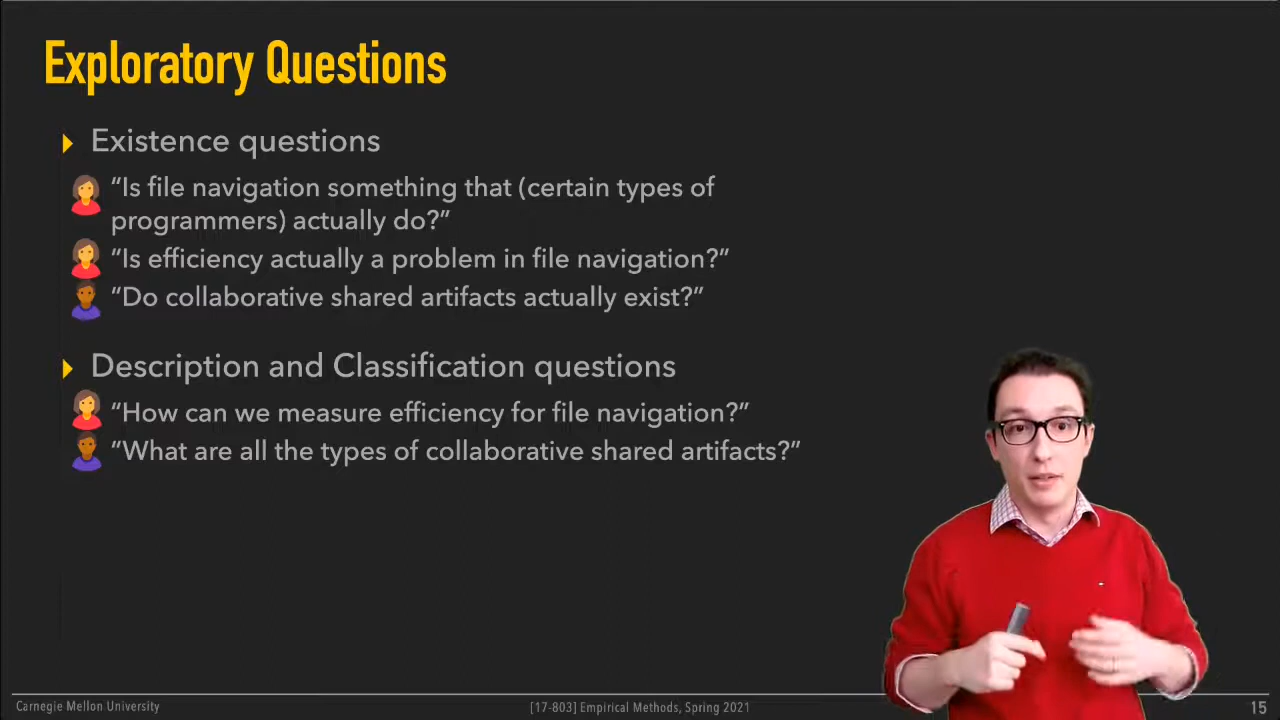 Exploratory Questions
Existence questions
“Is file navigation something that (certain types of
programmers) actually do?”
“Is efficiency actually a problem in file navigation?”
“Do collaborative shared artifacts actually exist?”
Description and Classification questions
“How can we measure efficiency for file navigation?”
“What are all the types of collaborative shared artifacts?”
Carnegie Mellon University
[17-803] Empirical Methods, Spring 2021
15